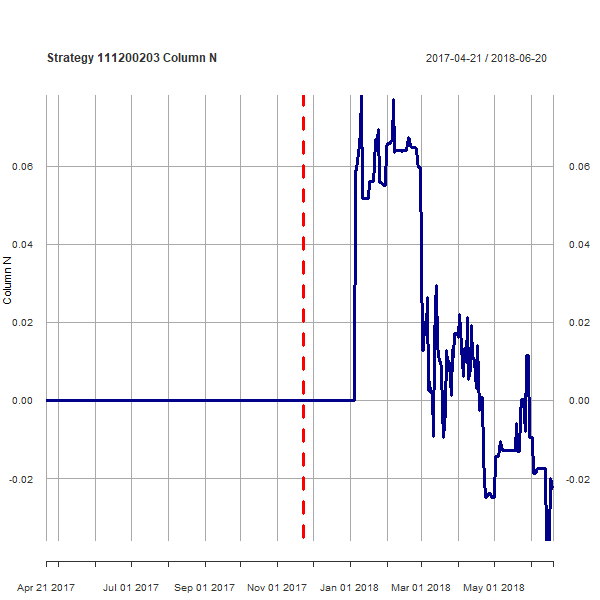 Strategy 111200203 Column N 2017-04-21 / 2018-06-20
0.06 0.06
0.04 0.04
Column N
0.02 0.02
0.00 0.00
-0.02 -0.02
Apr 21 2017 Jul 01 2017 Sep 01 2017 Nov 01 2017 Jan 01 2018 Mar 01 2018 May 01 2018